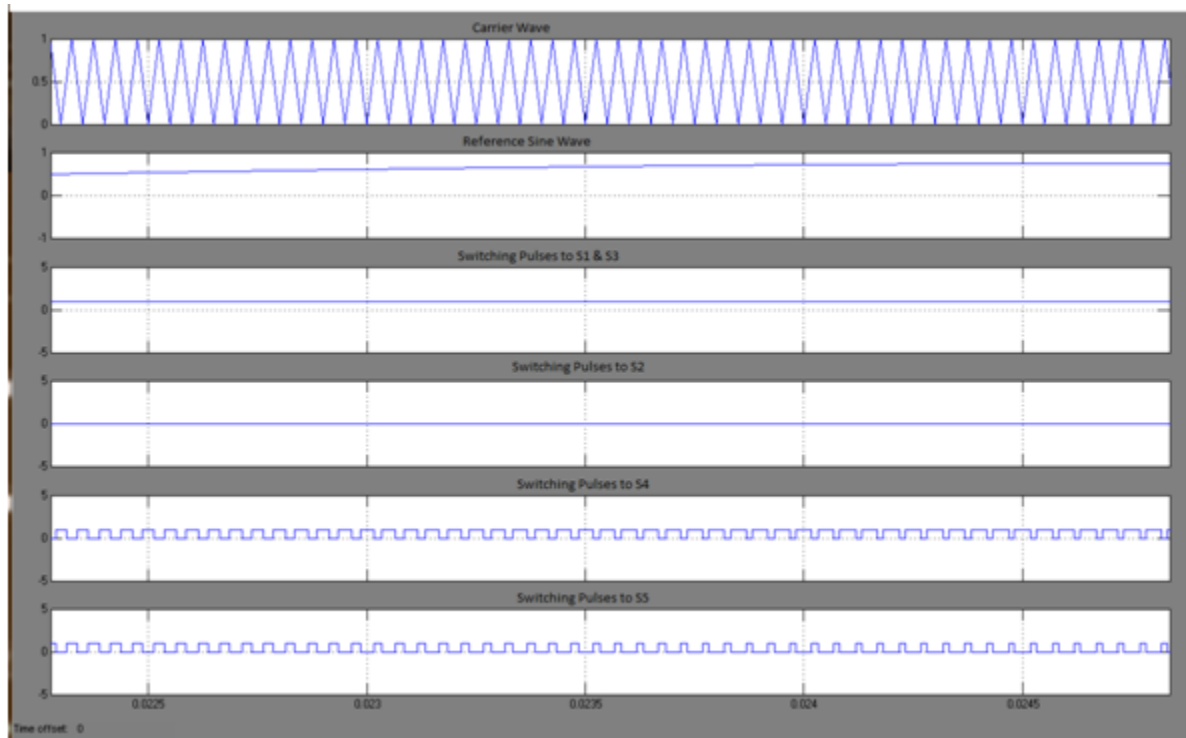 Carrier Wave
1
0.5
0
Reference Sine Wave
1
0
-1
Switching Pulses to S1 & S3
5
0
-5
Switching Pulses to S2
5
0
-5
Switching Pulses to S4
5
0
-5
Switching Pulses to S5
5
0
-5
0.0225 0.023 0.0235 0.024 0.0245
Time offset: 0